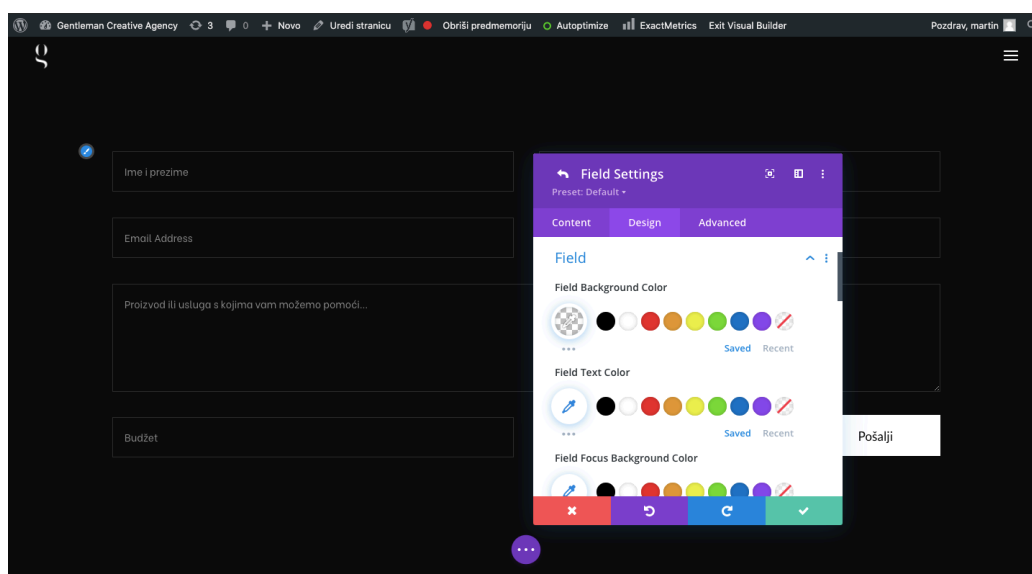 Gentleman Creative Agency 3 0 Novo Uredi stranicu Obriši predmemoriju Autoptimize ExactMetrics Exit Visual Builder Pozdrav, martin
g
Ime i prezime
Email Address
Proizvod ili usluga s kojima vam možemo pomoći...
Budžet
Pošalji
Field Settings
Preset: Default
Content Design Advanced
Field
Field Background Color
Saved Recent
Field Text Color
Saved Recent
Field Focus Background Color